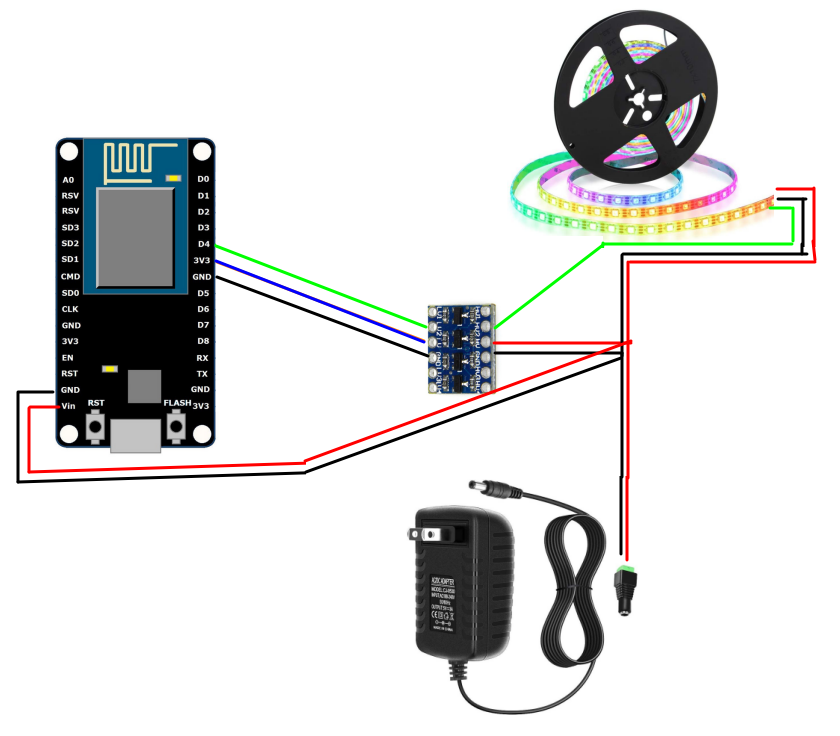 A0
RSV
RSV
SD3
SD2
SD1
CMD
SD0
CLK
GND
3V3
EN
RST
GND
Vin
D0
D1
D2
D3
D4
3V3
GND
D5
D6
D7
D8
RX
TX
GND
3V3
RST
FLASH
AC/DC ADAPTER